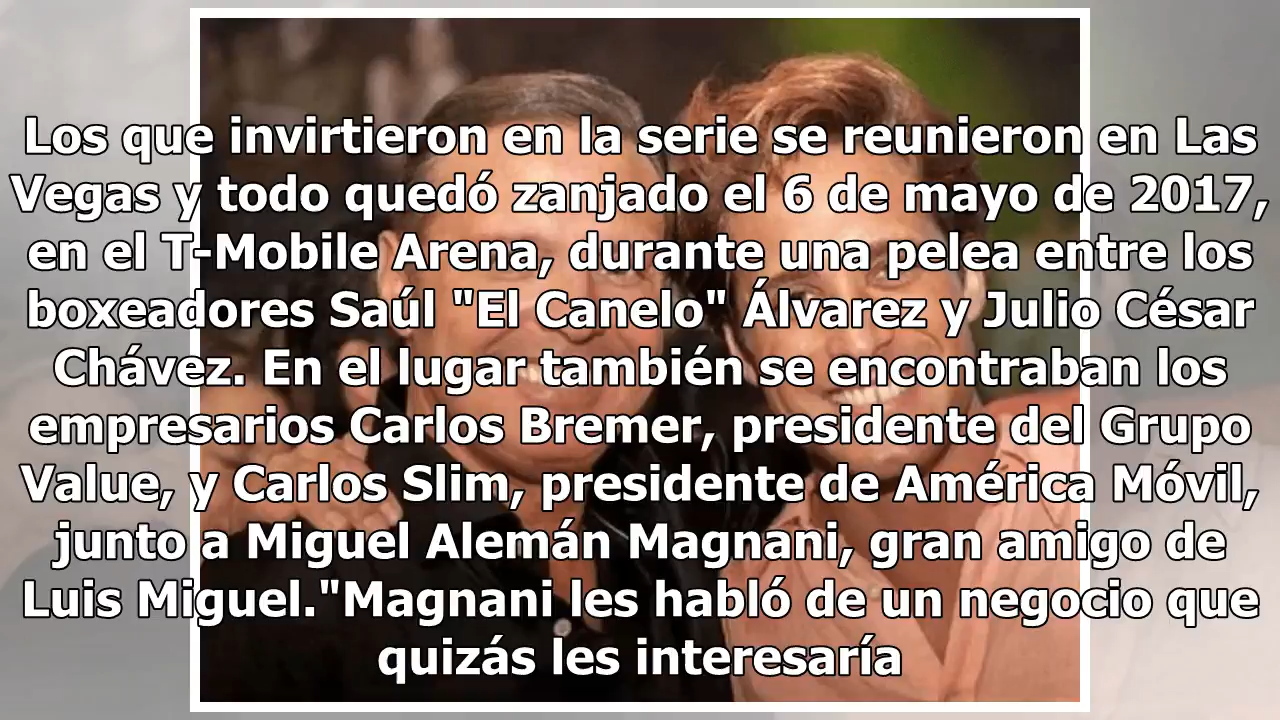 Los que invirtieron en la serie se reunieron en Las
Vegas y todo quedó zanjado el 6 de mayo de 2017,
en el T-Mobile Arena, durante una pelea entre los
boxeadores Saúl "El Canelo" Álvarez y Julio César
Chávez. En el lugar también se encontraban los
empresarios Carlos Bremer, presidente del Grupo
Value, y Carlos Slim, presidente de América Móvil,
junto a Miguel Alemán Magnani, gran amigo de
Luis Miguel."Magnani les habló de un negocio que
quizás les interesaría